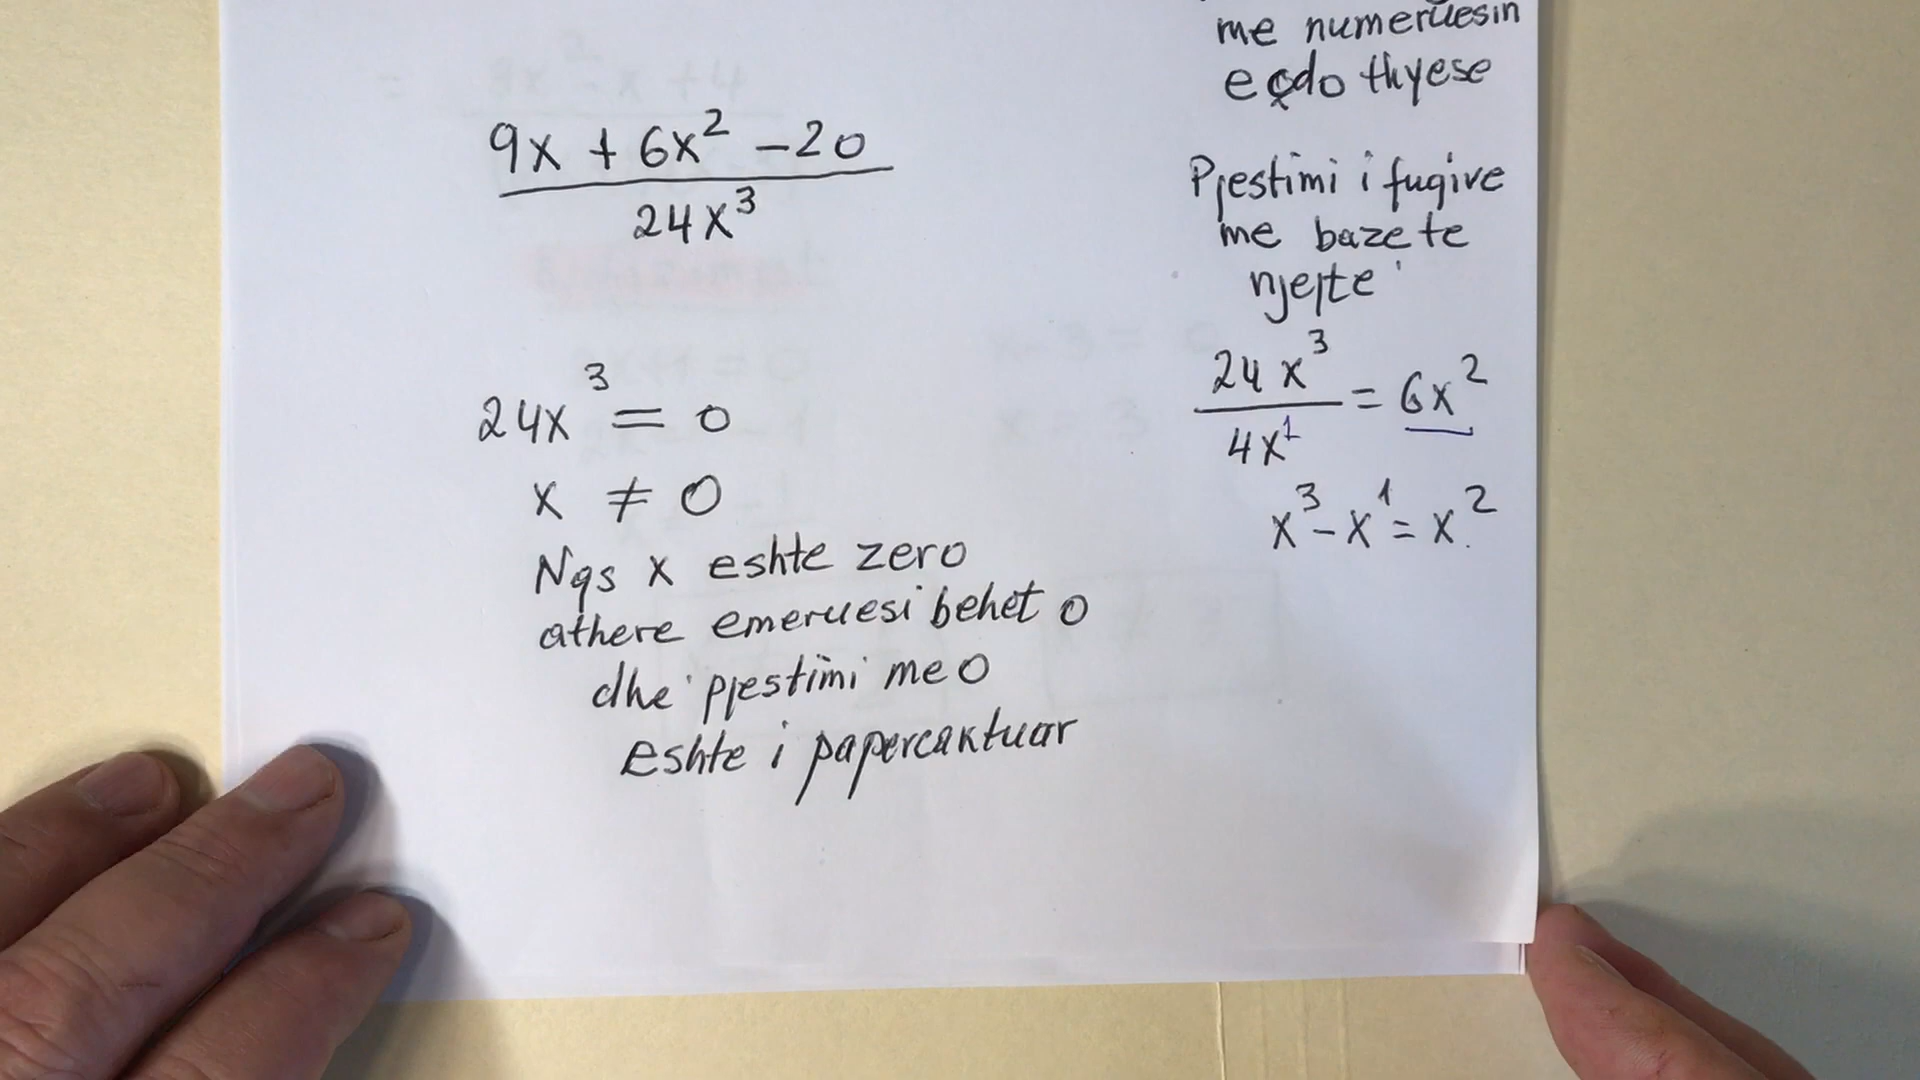 9x + 6x² - 20
24x³
24x³ = 0
x ≠ 0
Nqs x eshte zero
athere emeruesi behet 0
dhe pjestimi me 0
Eshte i papercaktuar
me numeruesin
e çdo thyese
Pjestimi i fuqive
me baze te
njejte
24x³
4x¹
= 6x²
x³ - x¹ = x²